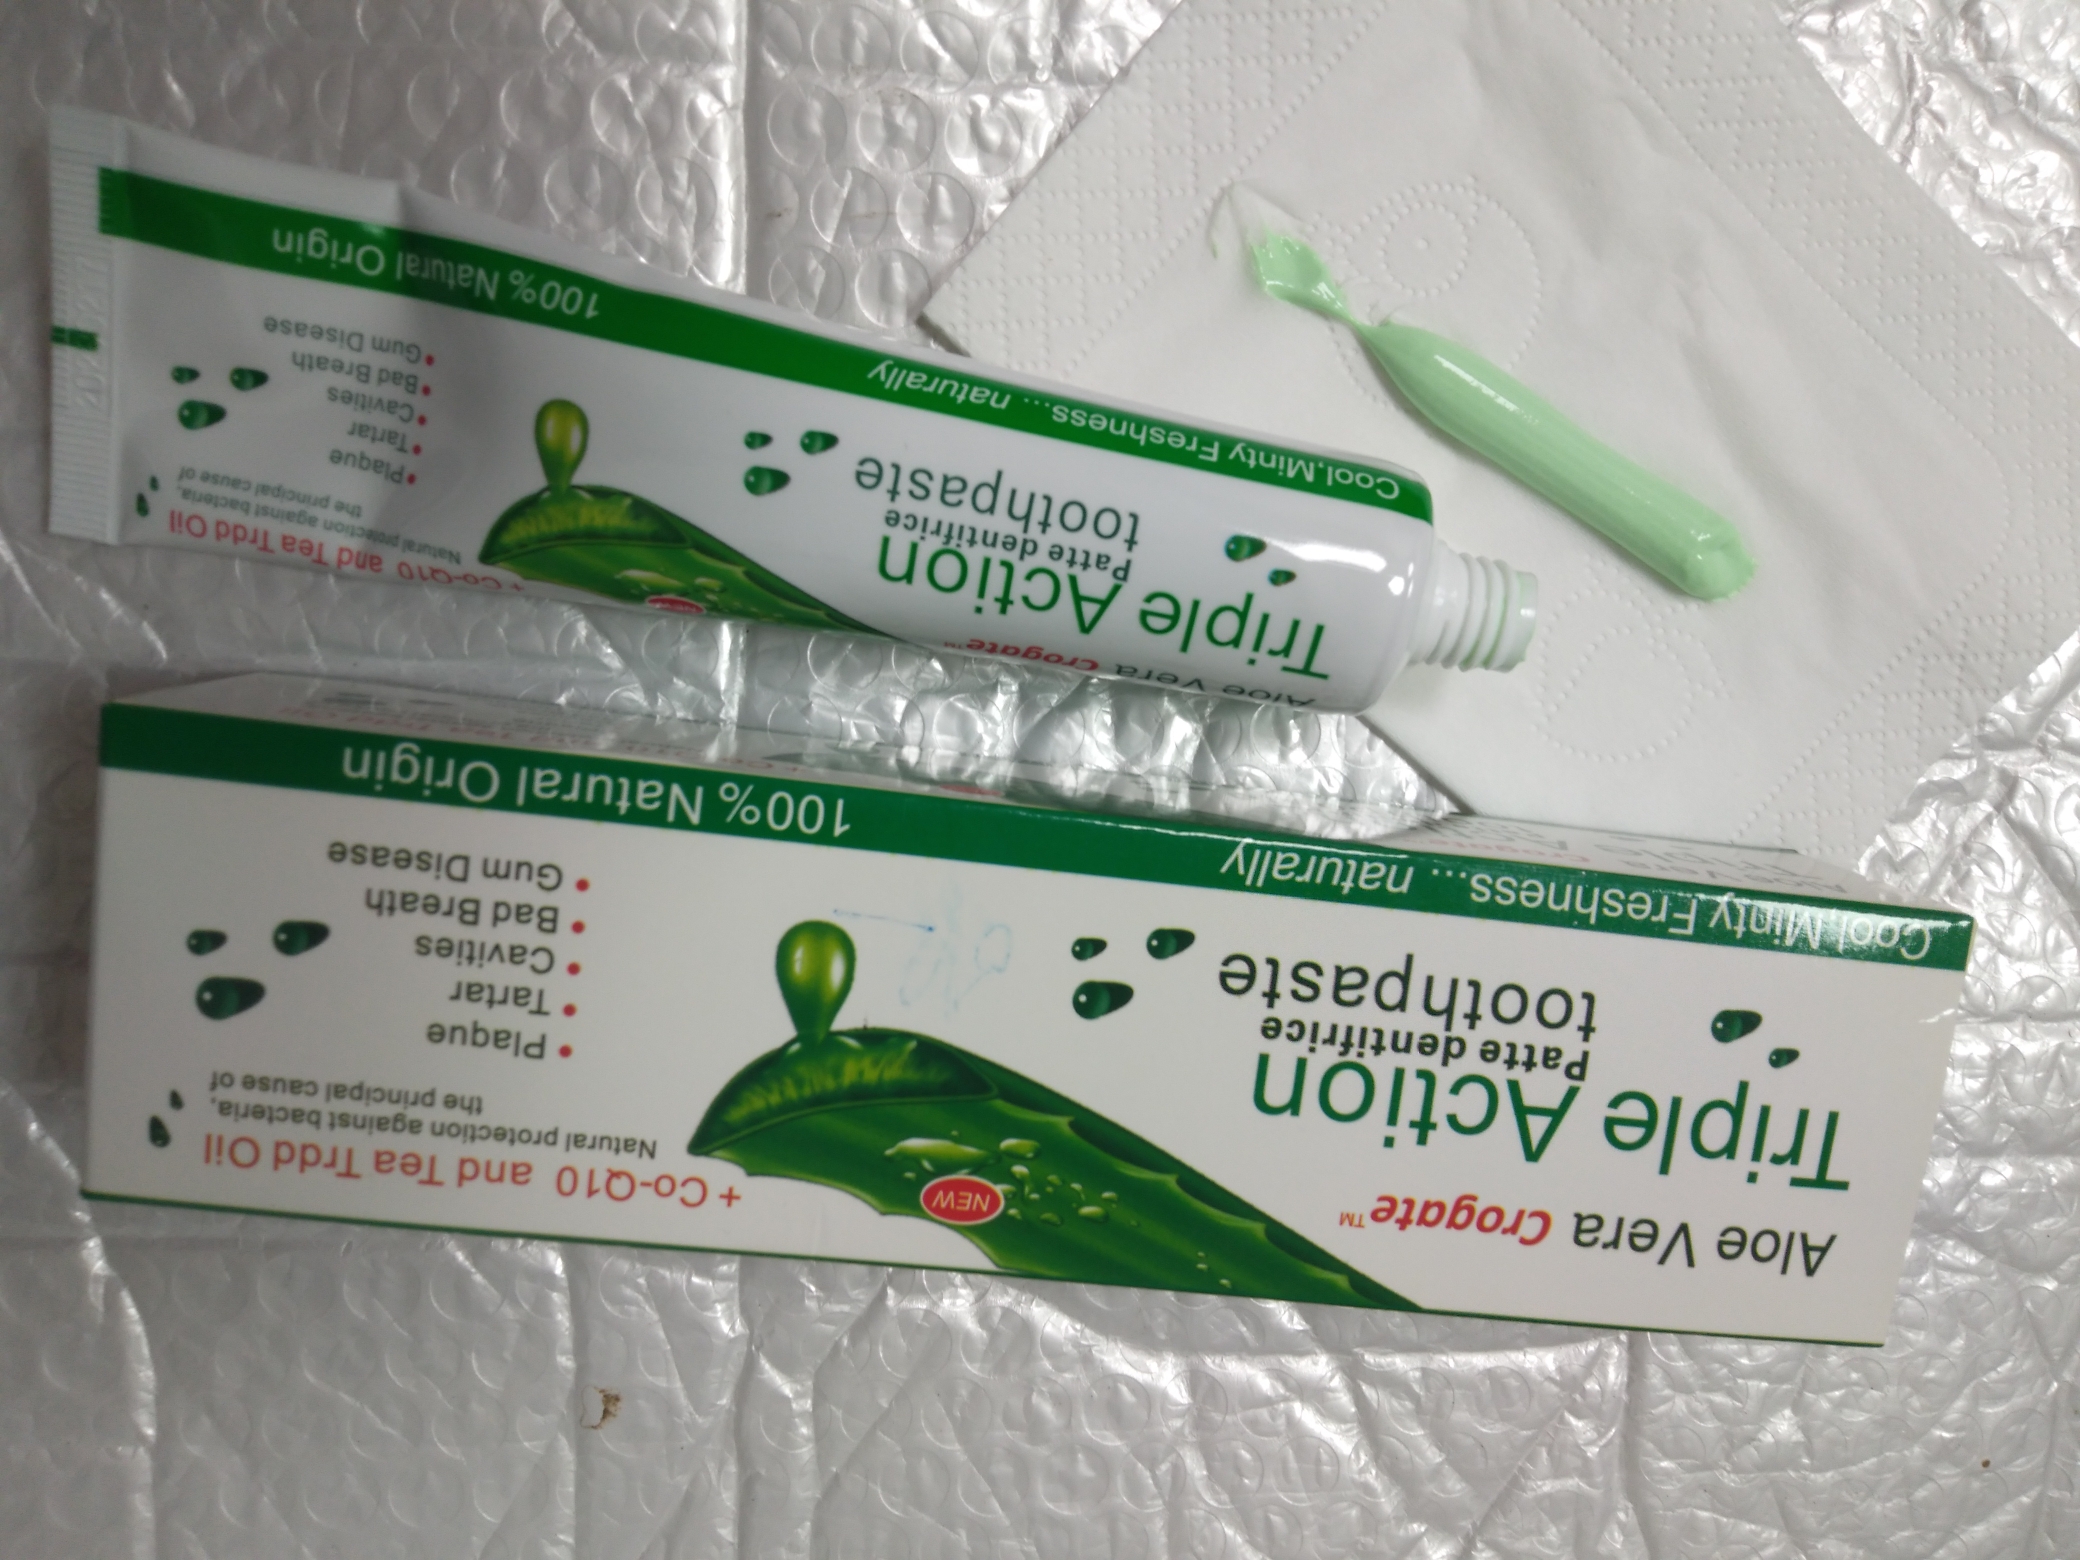 Aloe Vera Crogate™
Triple Action
Patte dentifrice
toothpaste
Cool,Minty Freshness.... naturally
NEW
+ Co-Q10 and Tea Trdd Oil
Natural protection against bacteria,
the principal cause of
• Plaque
• Tartar
• Cavities
• Bad Breath
• Gum Disease
100% Natural Origin
Aloe Vera Crogate™
Triple Action
Patte dentifrice
toothpaste
Cool,Minty Freshness.... naturally
NEW
+ Co-Q10 and Tea Trdd Oil
Natural protection against bacteria,
the principal cause of
• Plaque
• Tartar
• Cavities
• Bad Breath
• Gum Disease
100% Natural Origin